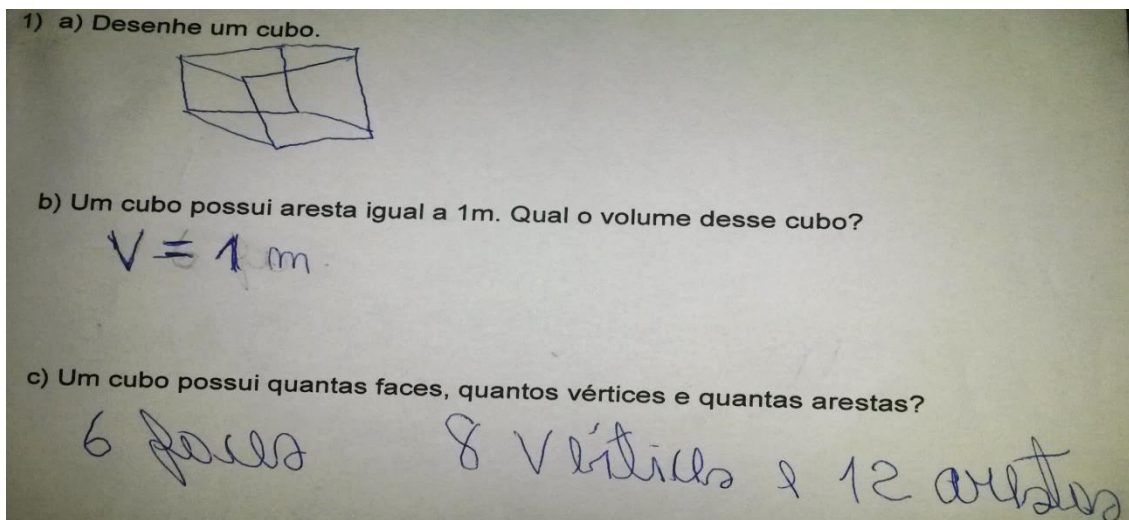 1) a) Desenhe um cubo.
b) Um cubo possui aresta igual a 1m. Qual o volume desse cubo?
V = 1 m
c) Um cubo possui quantas faces, quantos vértices e quantas arestas?
6 faces 8 vértices e 12 arestas